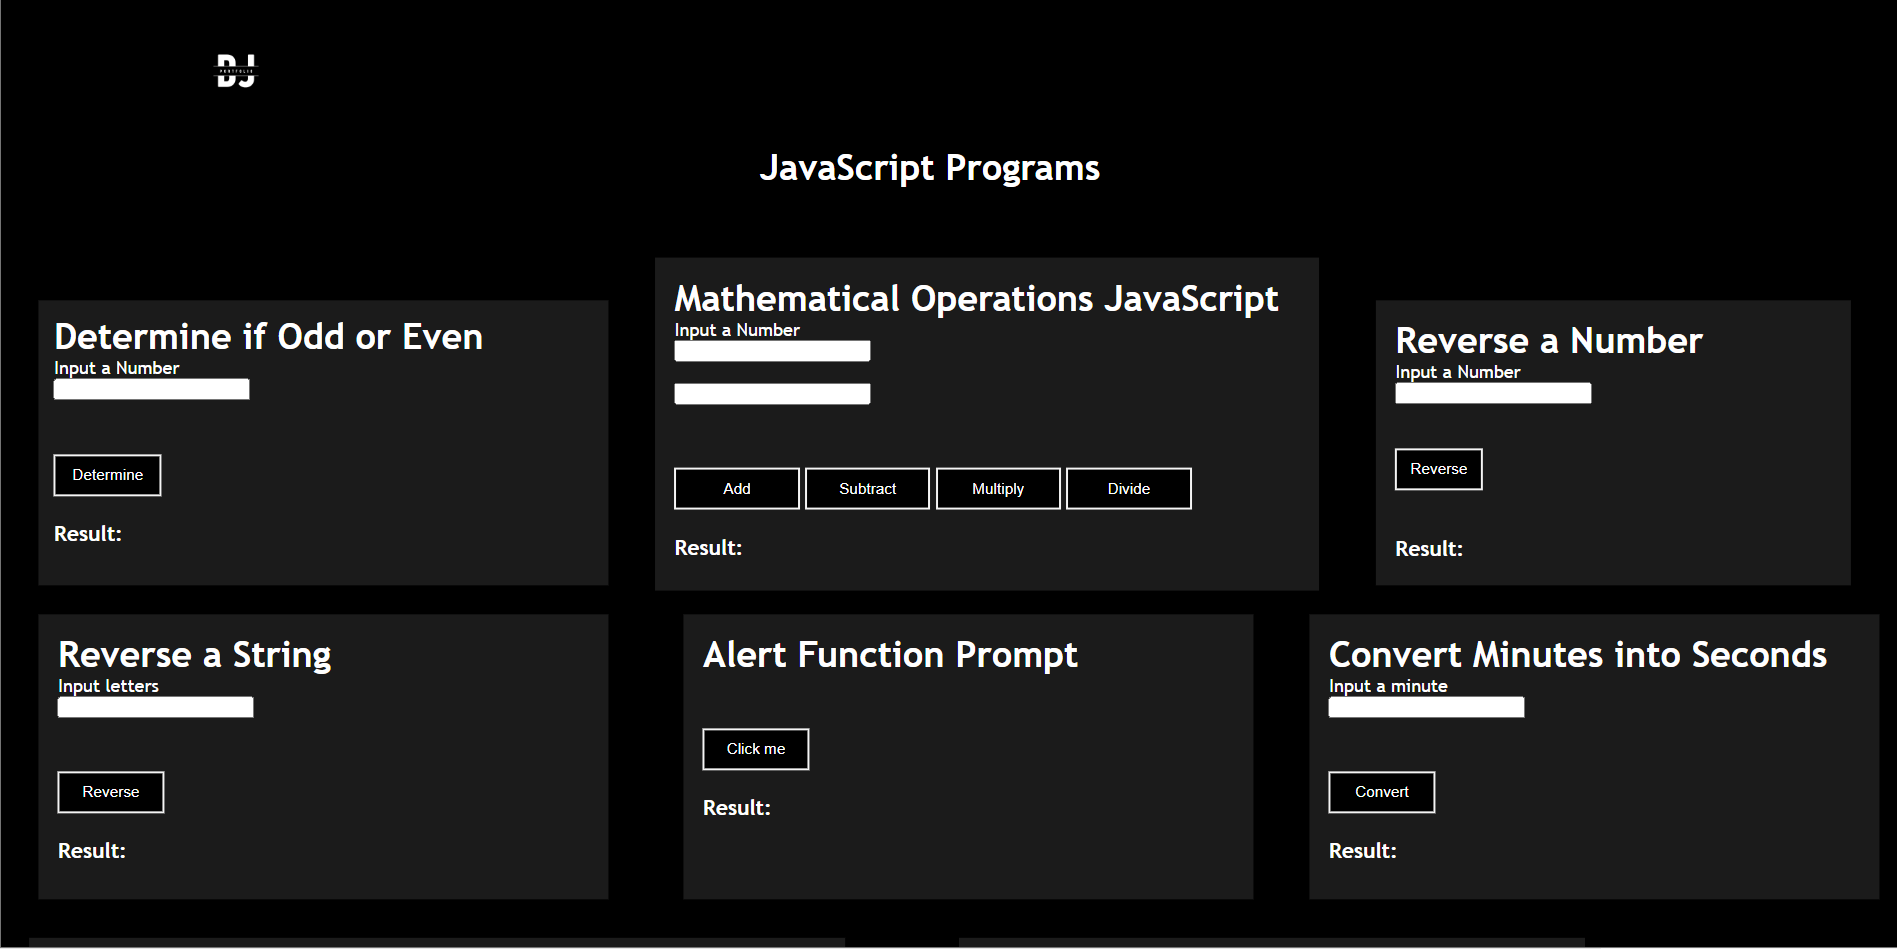 DJ
PORTFOLIO
JavaScript Programs
Determine if Odd or Even
Input a Number
Determine
Result:
Mathematical Operations JavaScript
Input a Number
Add Subtract Multiply Divide
Result:
Reverse a Number
Input a Number
Reverse
Result:
Reverse a String
Input letters
Reverse
Result:
Alert Function Prompt
Click me
Result:
Convert Minutes into Seconds
Input a minute
Convert
Result: